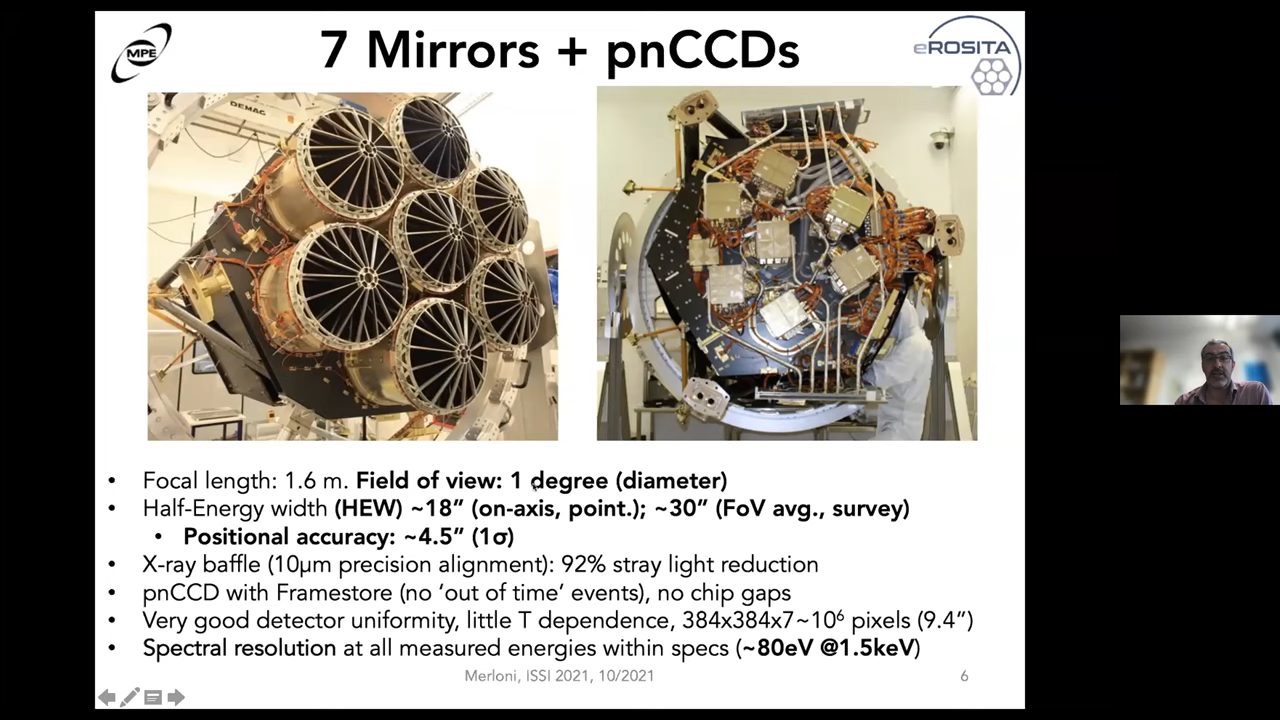 MPE
7 Mirrors + pnCCDs
eROSITA
DEMAG
• Focal length: 1.6 m. Field of view: 1 degree (diameter)
• Half-Energy width (HEW) ~18” (on-axis, point.); ~30” (FoV avg., survey)
• Positional accuracy: ~4.5” (1σ)
• X-ray baffle (10μm precision alignment): 92% stray light reduction
• pnCCD with Framestore (no ‘out of time’ events), no chip gaps
• Very good detector uniformity, little T dependence, 384x384x7~10⁶ pixels (9.4”)
• Spectral resolution at all measured energies within specs (~80eV @1.5keV)
Merloni, ISSI 2021, 10/2021
6